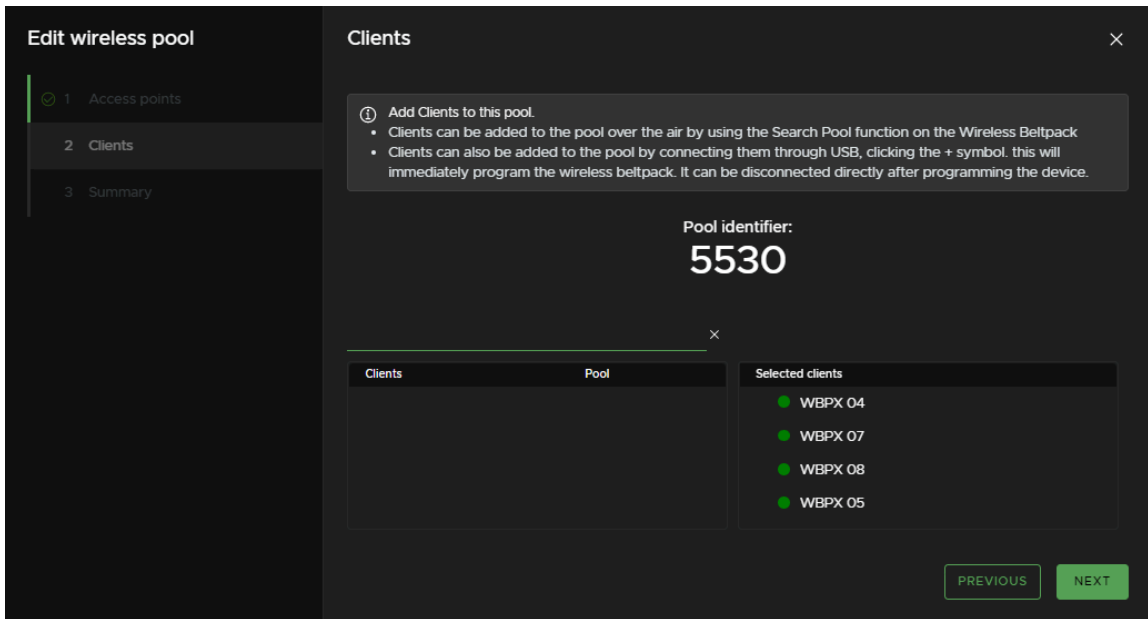 Edit wireless pool
1 Access points
2 Clients
3 Summary
Clients
Add Clients to this pool.
• Clients can be added to the pool over the air by using the Search Pool function on the Wireless Beltpack
• Clients can also be added to the pool by connecting them through USB, clicking the + symbol. this will
immediately program the wireless beltpack. It can be disconnected directly after programming the device.
Pool identifier:
5530
Clients Pool
Selected clients
WBPX 04
WBPX 07
WBPX 08
WBPX 05
PREVIOUS NEXT